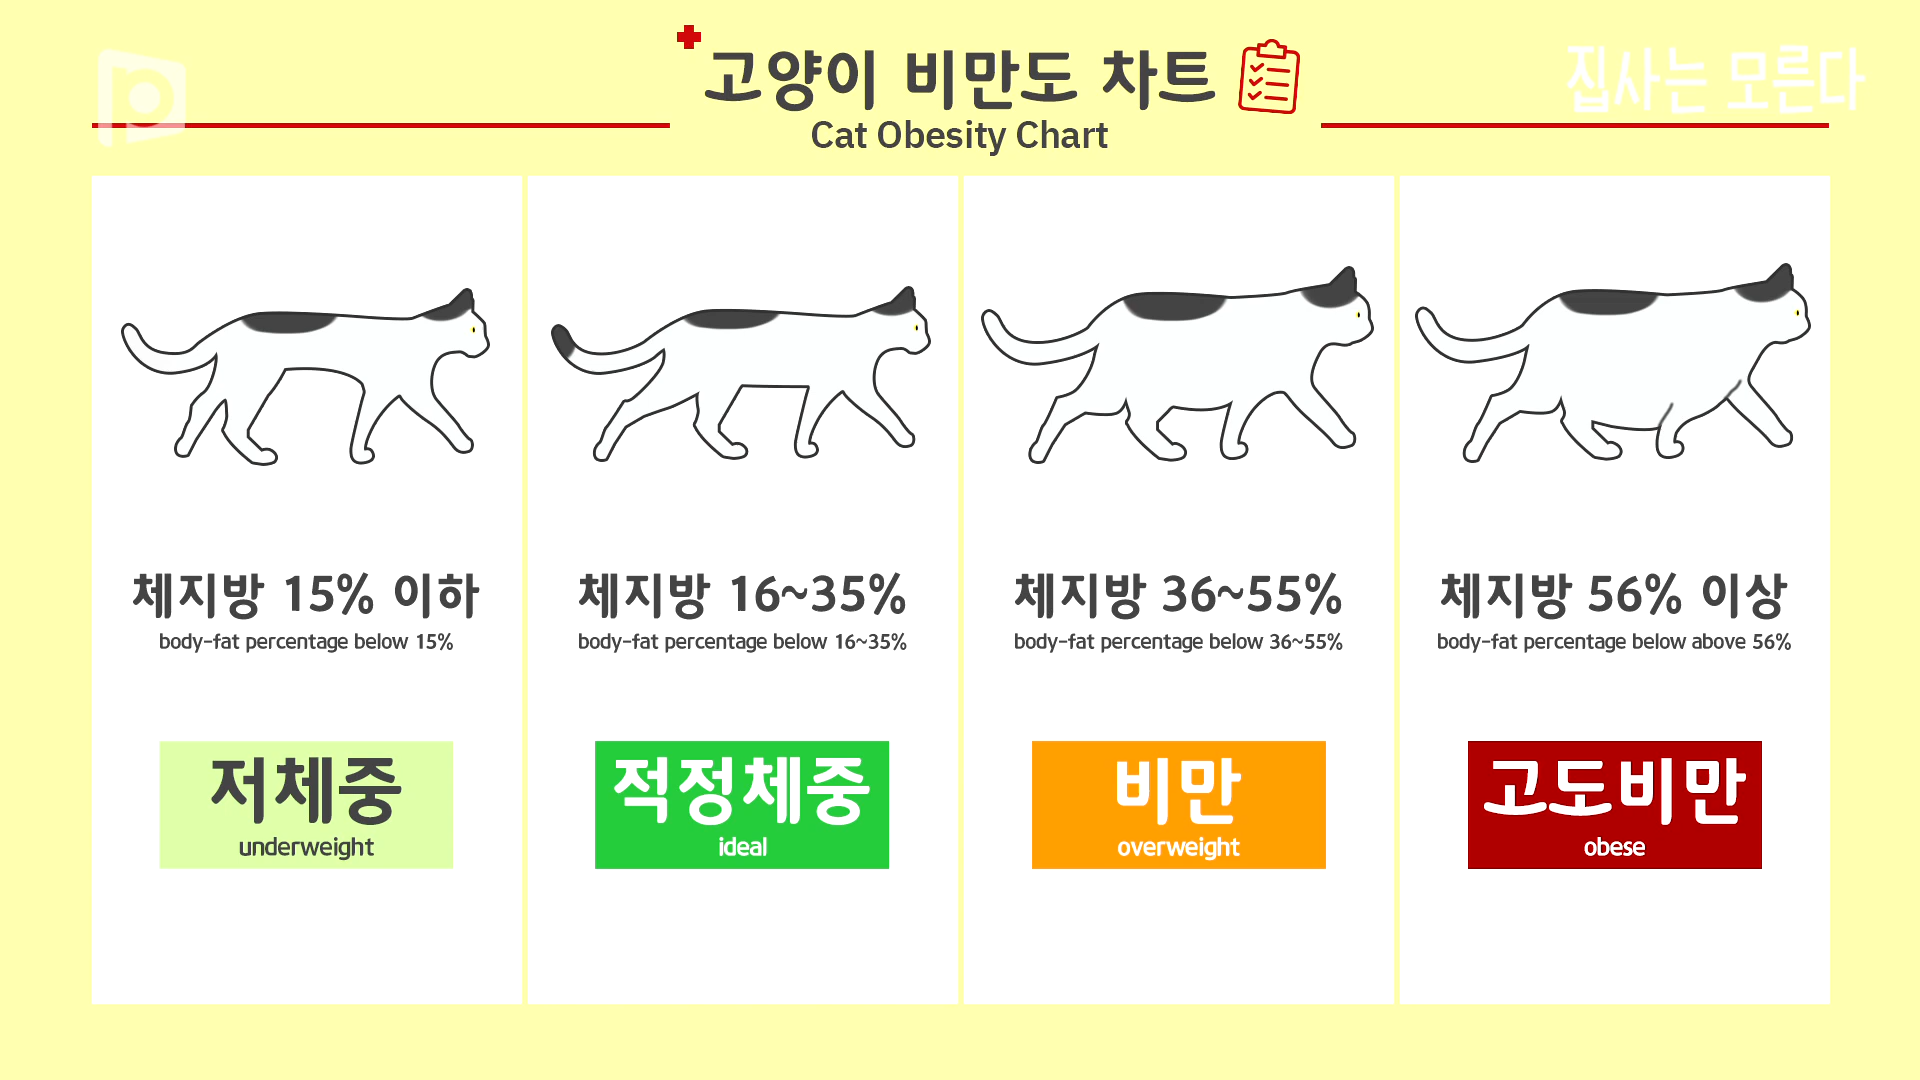 고양이 비만도 차트
Cat Obesity Chart
집사는 모른다
체지방 15% 이하
body-fat percentage below 15%
저체중
underweight
체지방 16~35%
body-fat percentage below 16~35%
적정체중
ideal
체지방 36~55%
body-fat percentage below 36~55%
비만
overweight
체지방 56% 이상
body-fat percentage below above 56%
고도비만
obese